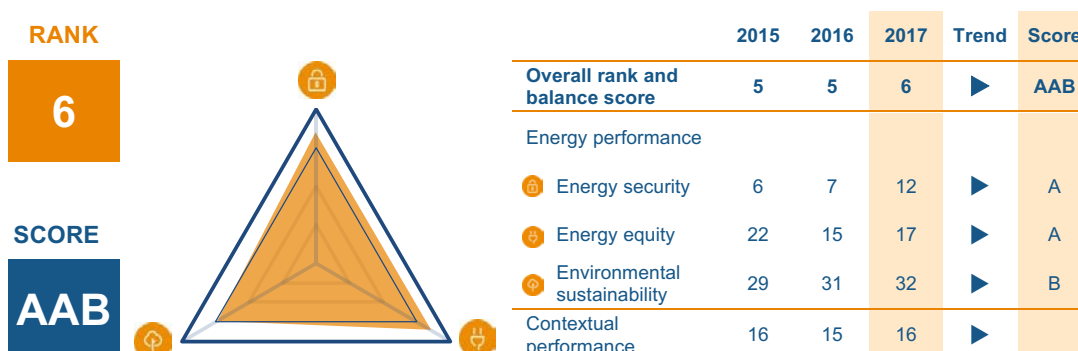 RANK
6
SCORE
AAB
2015 2016 2017 Trend Score
Overall rank and
balance score 5 5 6 AAB
Energy performance
Energy security 6 7 12 A
Energy equity 22 15 17 A
Environmental
sustainability 29 31 32 B
Contextual
performance 16 15 16